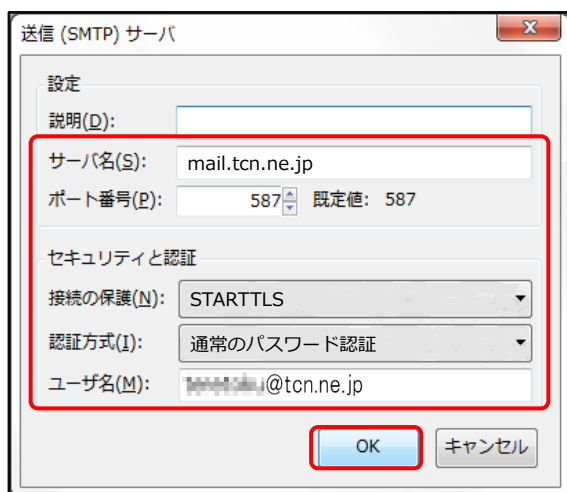 送信 (SMTP) サーバ
設定
説明(D):
サーバ名(S): mail.tcn.ne.jp
ポート番号(P): 587 既定値: 587
セキュリティと認証
接続の保護(N): STARTTLS
認証方式(I): 通常のパスワード認証
ユーザ名(M): @tcn.ne.jp
OK キャンセル